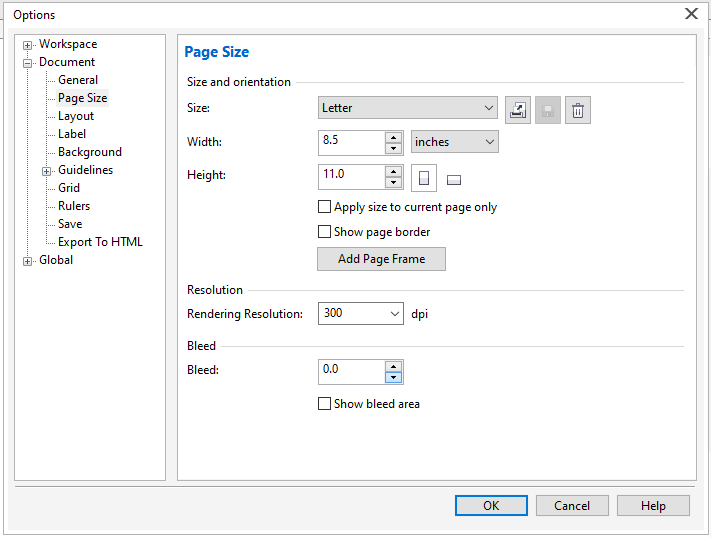 Options
Workspace
Document
General
Page Size
Layout
Label
Background
Guidelines
Grid
Rulers
Save
Export To HTML
Global
Page Size
Size and orientation
Size: Letter
Width: 8.5 inches
Height: 11.0
Apply size to current page only
Show page border
Add Page Frame
Resolution
Rendering Resolution: 300 dpi
Bleed
Bleed: 0.0
Show bleed area
OK Cancel Help